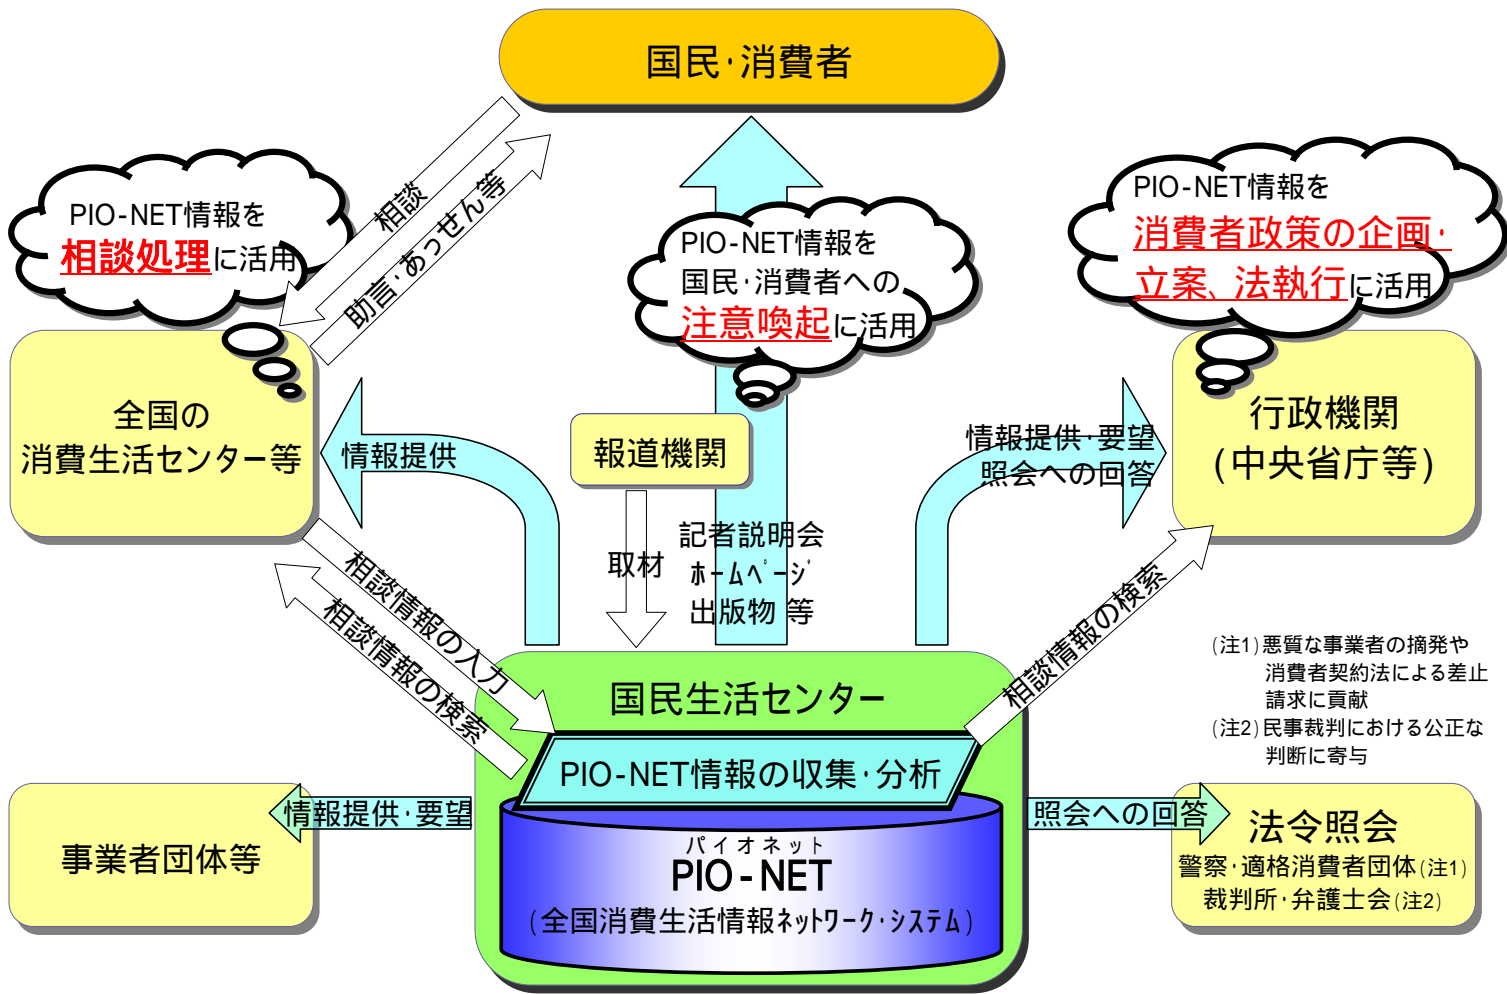 国民・消費者
相談
助言・あっせん等
PIO-NET情報を
相談処理に活用
PIO-NET情報を
国民・消費者への
注意喚起に活用
PIO-NET情報を
消費者政策の企画・
立案、法執行に活用
全国の
消費生活センター等
情報提供
報道機関
取材
記者説明会
ﾎｰﾑﾍﾟｰｼﾞ
出版物 等
情報提供・要望
照会への回答
行政機関
(中央省庁等)
相談情報の入力
相談情報の検索
相談情報の検索
(注1)悪質な事業者の摘発や
消費者契約法による差止
請求に貢献
(注2)民事裁判における公正な
判断に寄与
国民生活センター
PIO-NET情報の収集・分析
パイオネット
PIO-NET
(全国消費生活情報ﾈｯﾄﾜｰｸ・ｼｽﾃﾑ)
情報提供・要望
事業者団体等
照会への回答
法令照会
警察・適格消費者団体(注1)
裁判所・弁護士会(注2)